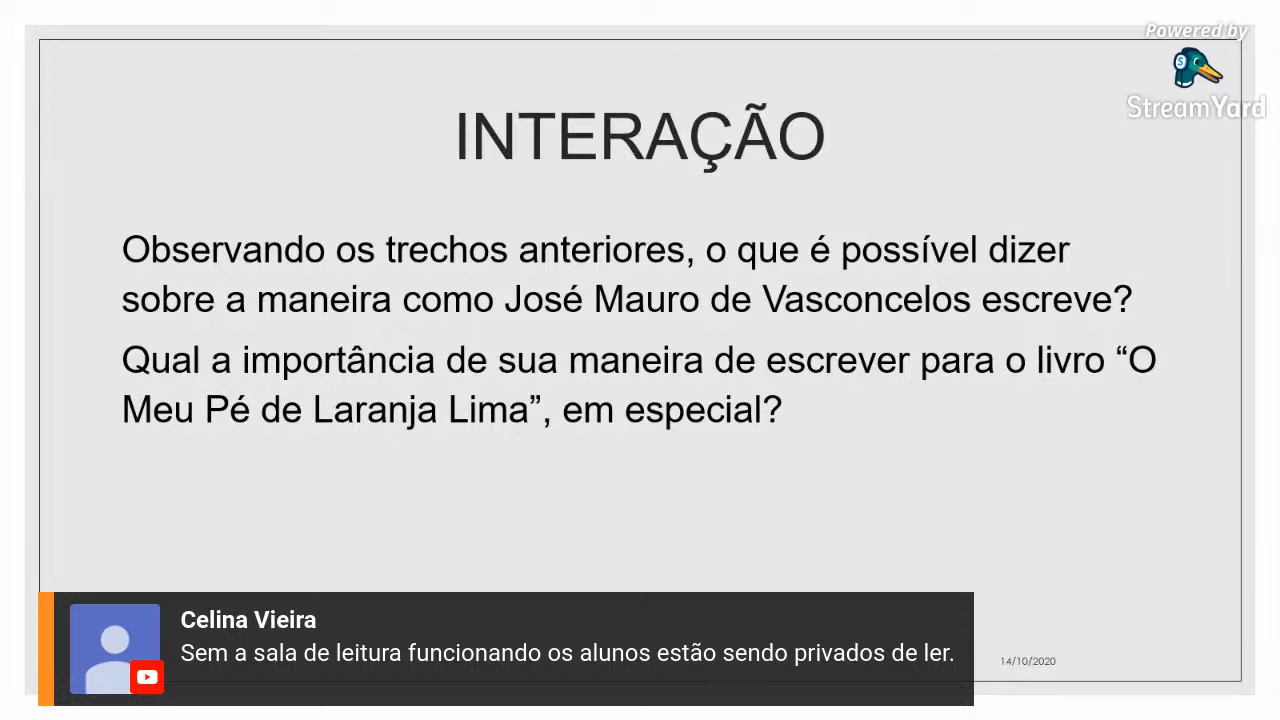 Powered by
StreamYard
INTERAÇÃO
Observando os trechos anteriores, o que é possível dizer
sobre a maneira como José Mauro de Vasconcelos escreve?
Qual a importância de sua maneira de escrever para o livro “O
Meu Pé de Laranja Lima”, em especial?
Celina Vieira
Sem a sala de leitura funcionando os alunos estão sendo privados de ler.
14/10/2020